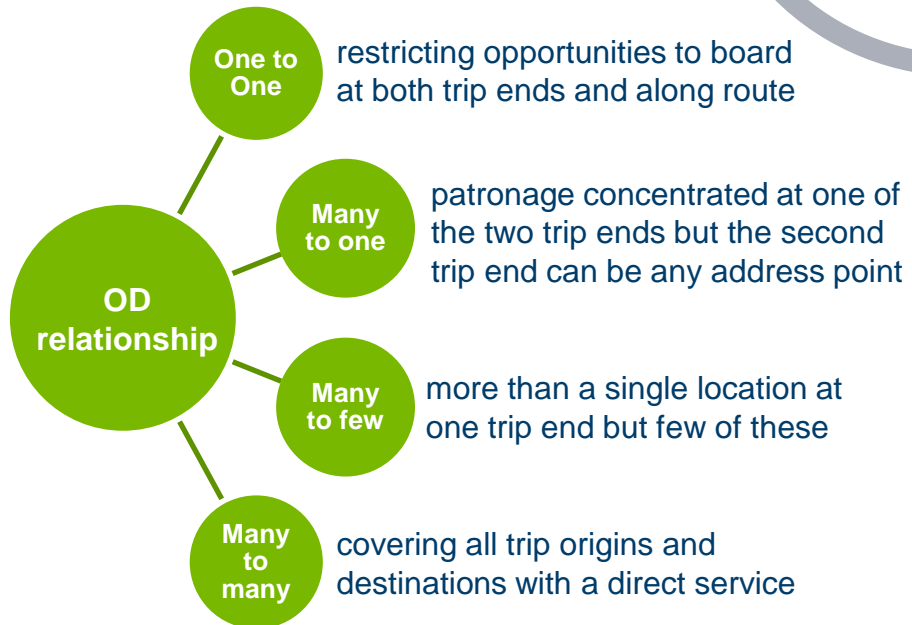 One to
One
restricting opportunities to board
at both trip ends and along route
Many
to one
patronage concentrated at one of
the two trip ends but the second
trip end can be any address point
OD
relationship
Many
to few
more than a single location at
one trip end but few of these
Many
to
many
covering all trip origins and
destinations with a direct service